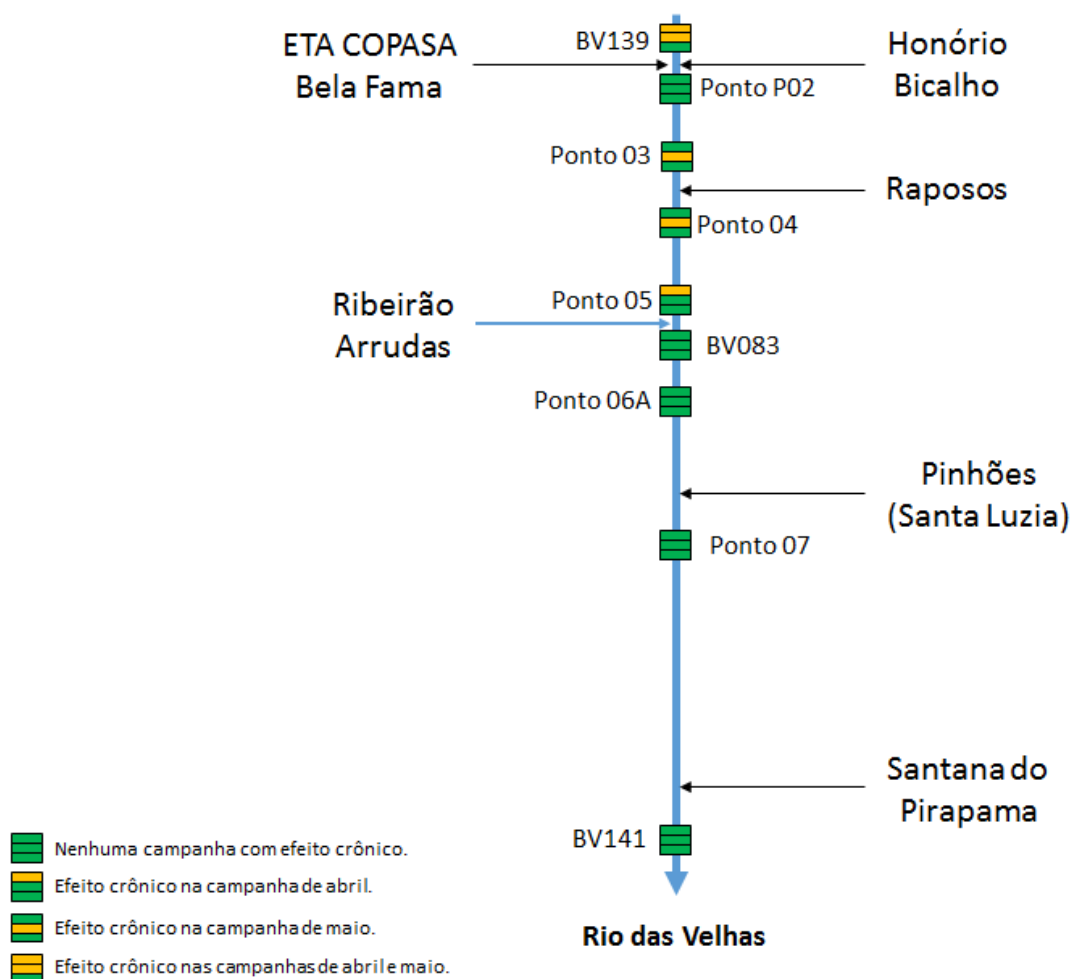 BV139
ETA COPASA
Bela Fama
Honório
Bicalho
Ponto P02
Ponto 03
Raposos
Ponto 04
Ponto 05
Ribeirão
Arrudas
BV083
Ponto 06A
Pinhões
(Santa Luzia)
Ponto 07
Santana do
Pirapama
BV141
Nenhuma campanha com efeito crônico.
Efeito crônico na campanha de abril.
Efeito crônico na campanha de maio.
Efeito crônico nas campanhas de abril e maio.
Rio das Velhas